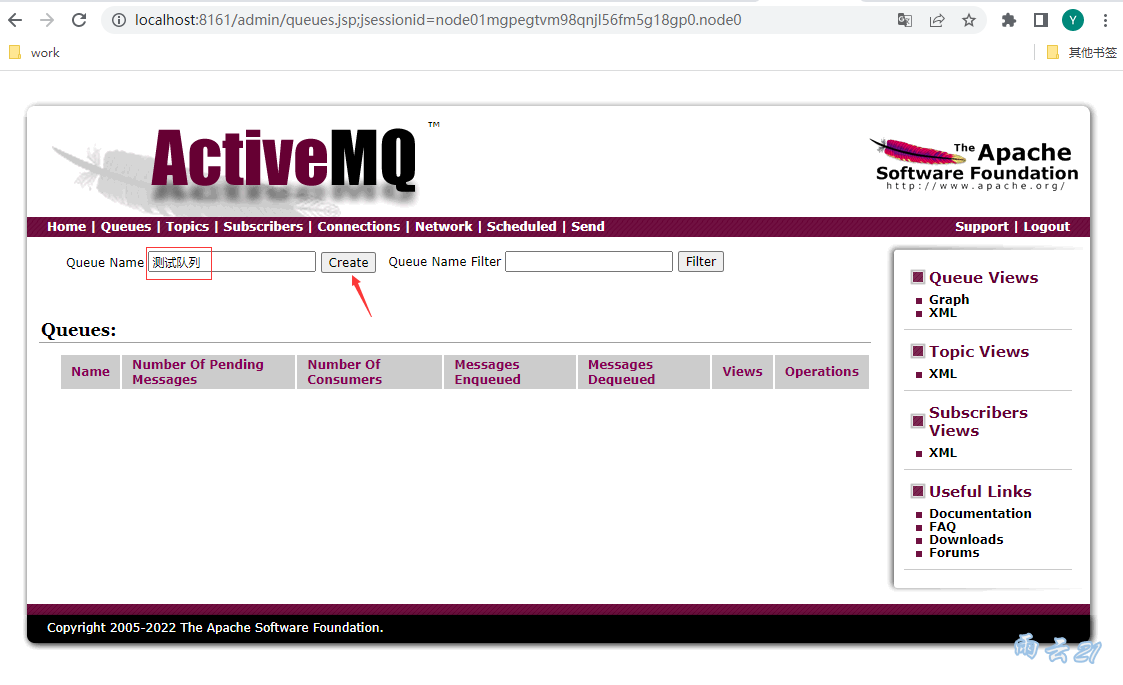 localhost:8161/admin/queues.jsp;jsessionid=node01mgpegtvm98qnjl56fm5g18gp0.node0
Y
work
其他书签
ActiveMQ™
The Apache
Software Foundation
http://www.apache.org/
Home | Queues | Topics | Subscribers | Connections | Network | Scheduled | Send
Support | Logout
Queue Name 测试队列 Create Queue Name Filter Filter
Queues:
Name Number Of Pending Messages Number Of Consumers Messages Enqueued Messages Dequeued Views Operations
Queue Views
Graph
XML
Topic Views
XML
Subscribers
Views
XML
Useful Links
Documentation
FAQ
Downloads
Forums
Copyright 2005-2022 The Apache Software Foundation.
雨云21